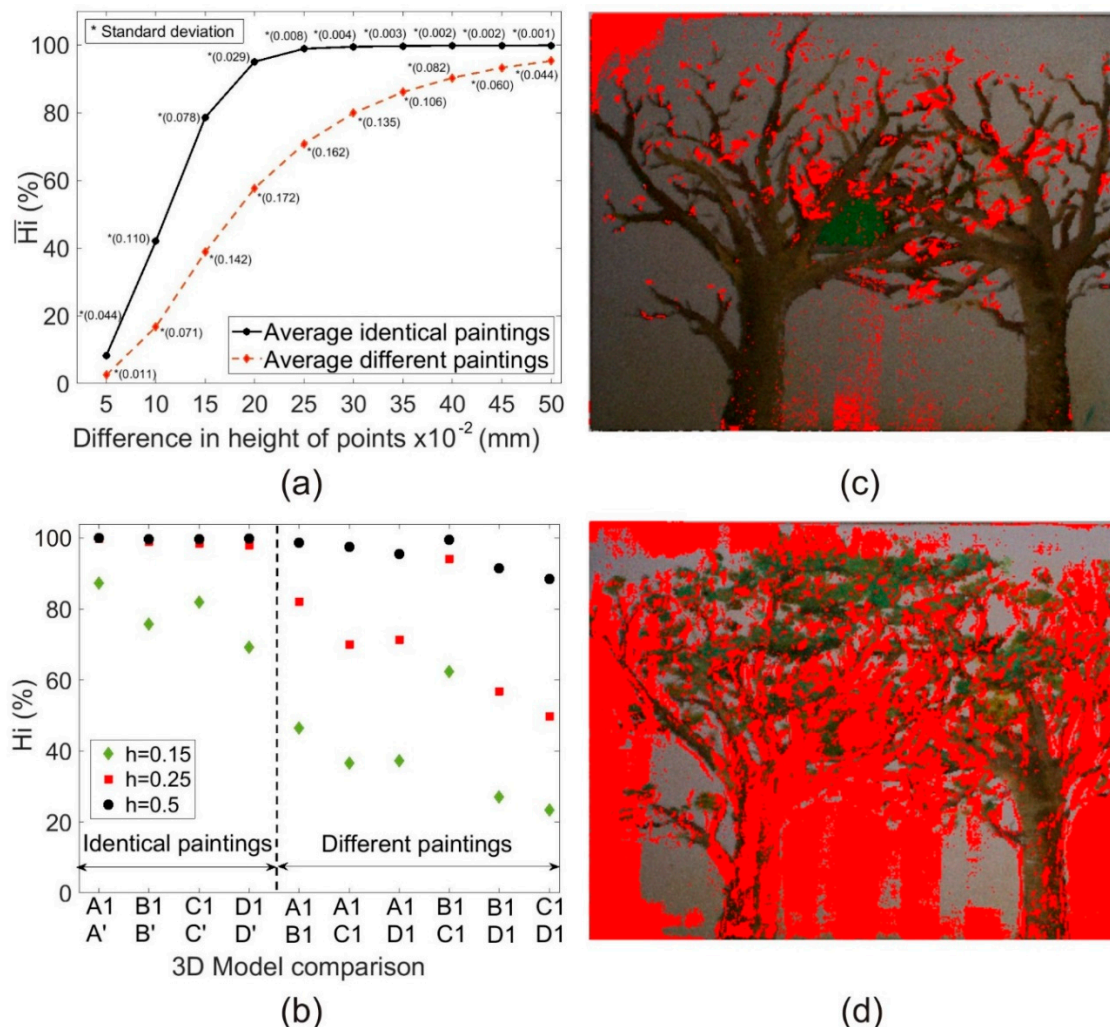 * Standard deviation
*(0.008) *(0.004) *(0.003) *(0.002) *(0.002) *(0.001)
*(0.029)
*(0.082)
*(0.060) *(0.044)
*(0.106)
*(0.078)
*(0.135)
*(0.162)
*(0.172)
*(0.110)
*(0.142)
*(0.044)
*(0.071)
*(0.011)
Average identical paintings
Average different paintings
100
80
60
40
20
0
Hi (%)
5 10 15 20 25 30 35 40 45 50
Difference in height of points x10⁻² (mm)
(a)
(c)
100
80
60
40
20
0
Hi (%)
h=0.15
h=0.25
h=0.5
Identical paintings Different paintings
A1 B1 C1 D1 A1 A1 A1 B1 B1 C1
A' B' C' D' B1 C1 D1 C1 D1 D1
3D Model comparison
(b)
(d)